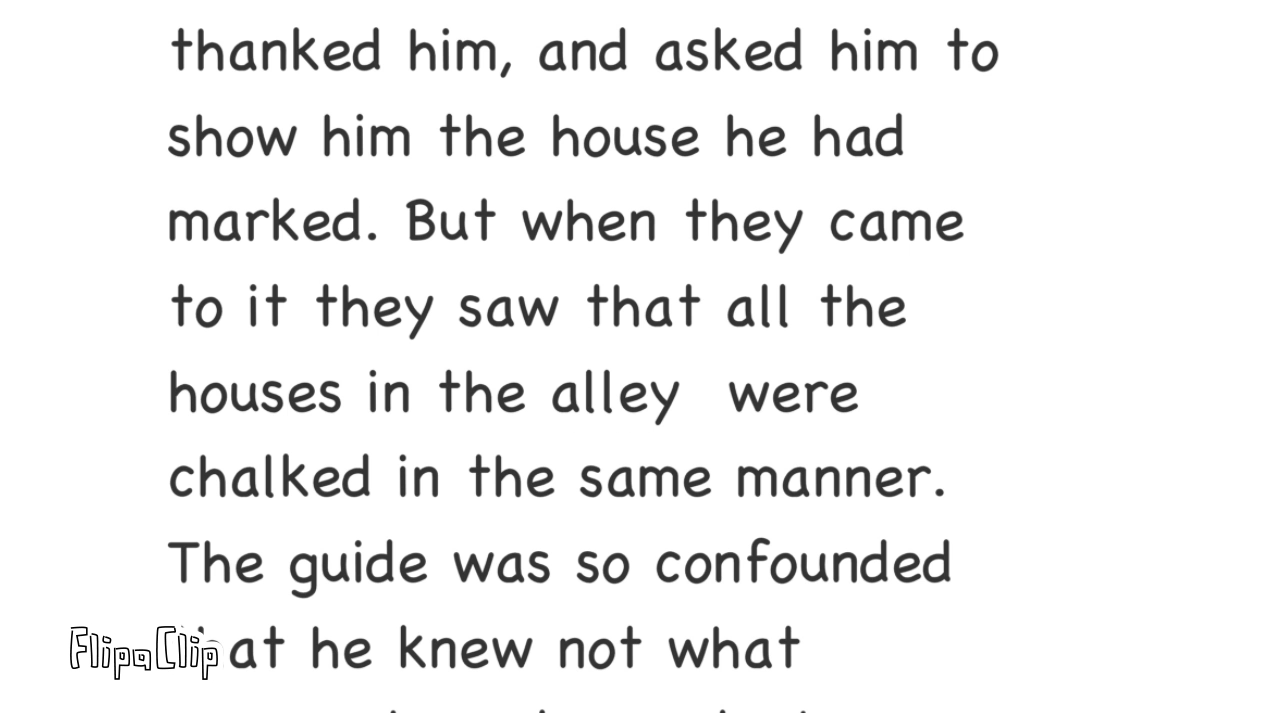 thanked him, and asked him to
show him the house he had
marked. But when they came
to it they saw that all the
houses in the alley  were
chalked in the same manner.
The guide was so confounded
at he knew not what
FlipaClip